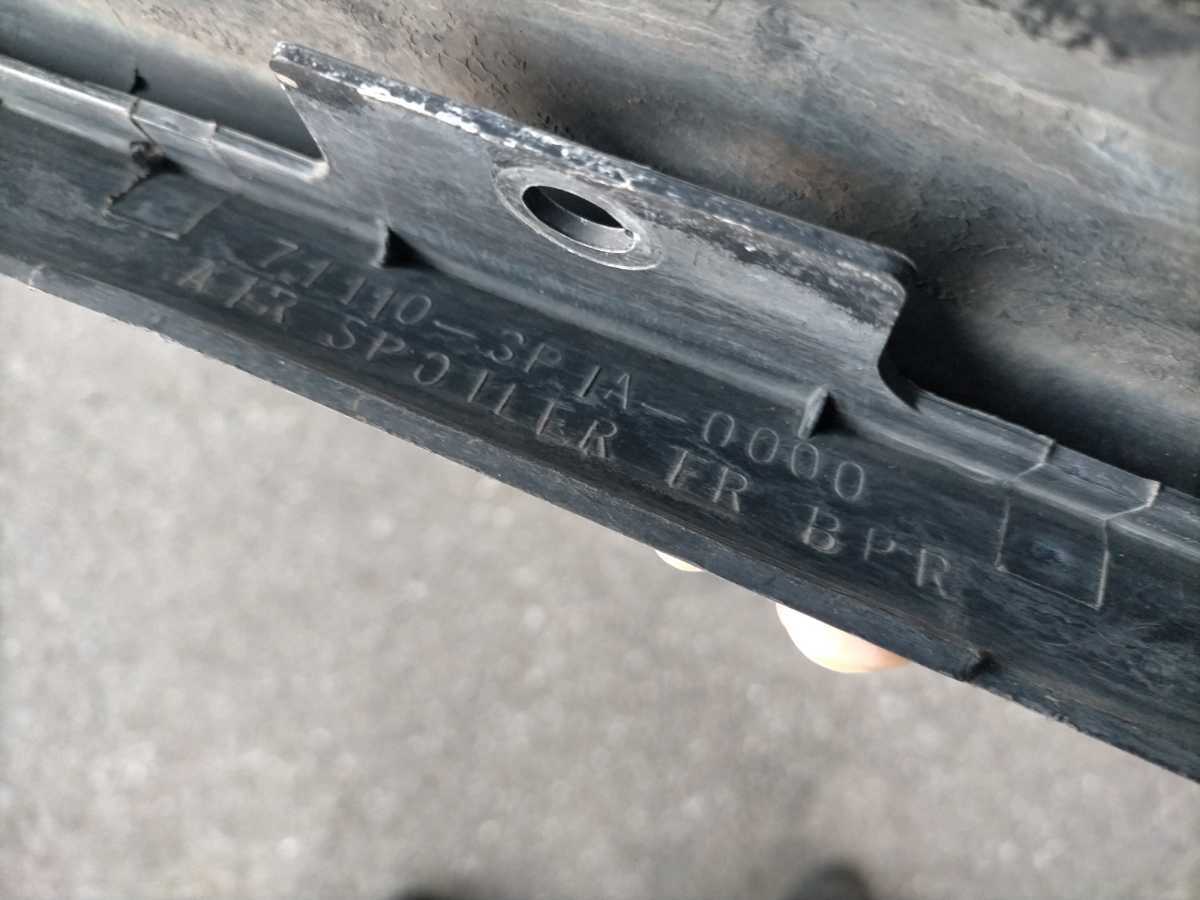 71110-SP1A-0000
AIR SPOILER FR BPR